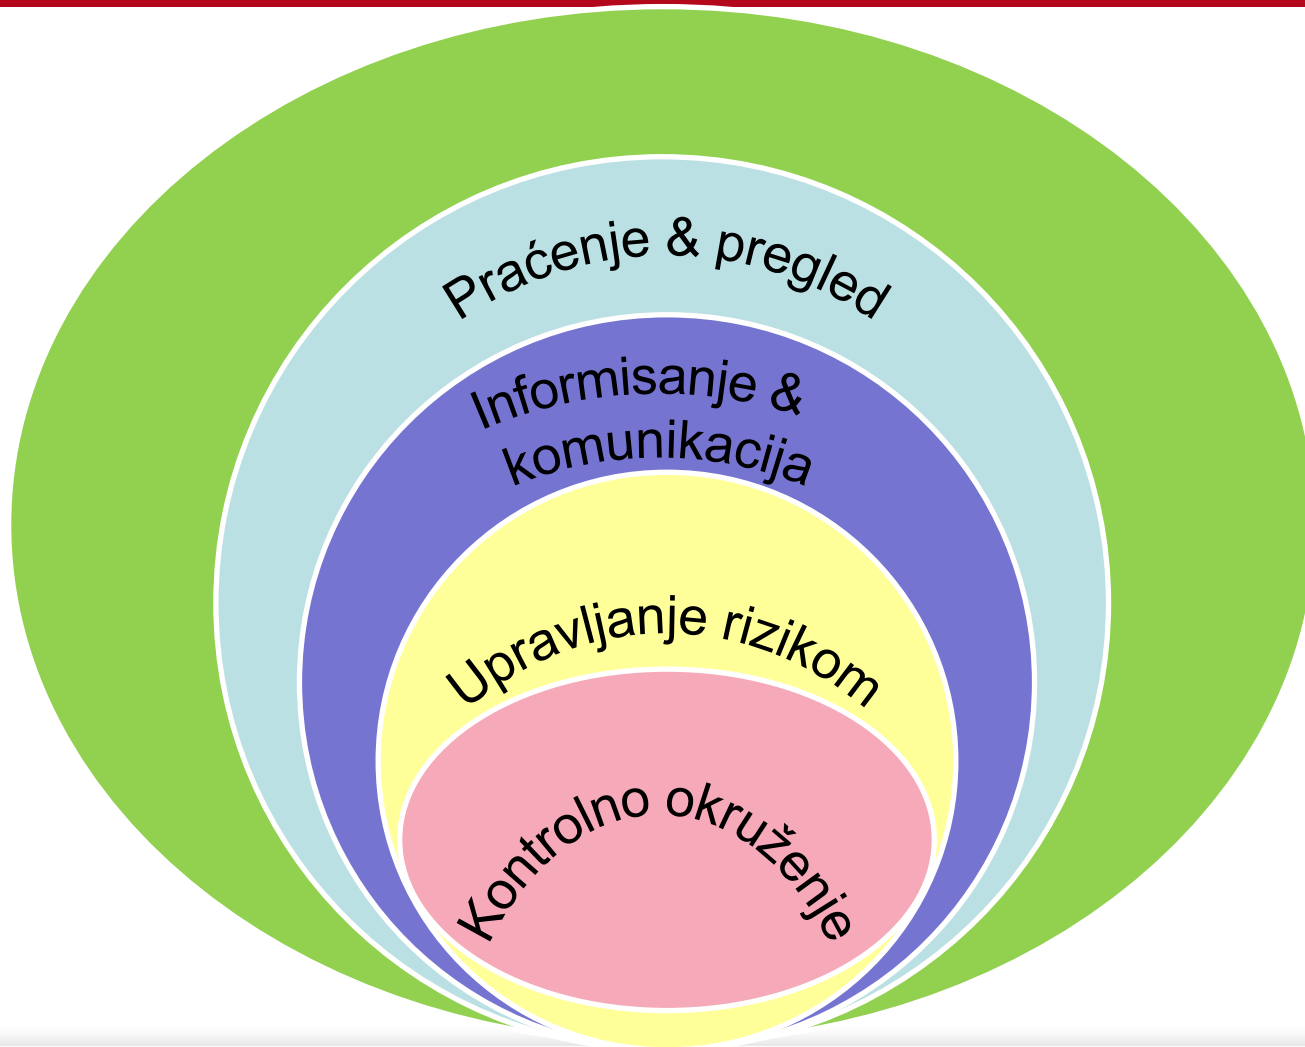 Praćenje & pregled
Informisanje &
komunikacija
Upravljanje rizikom
Kontrolno okruženje